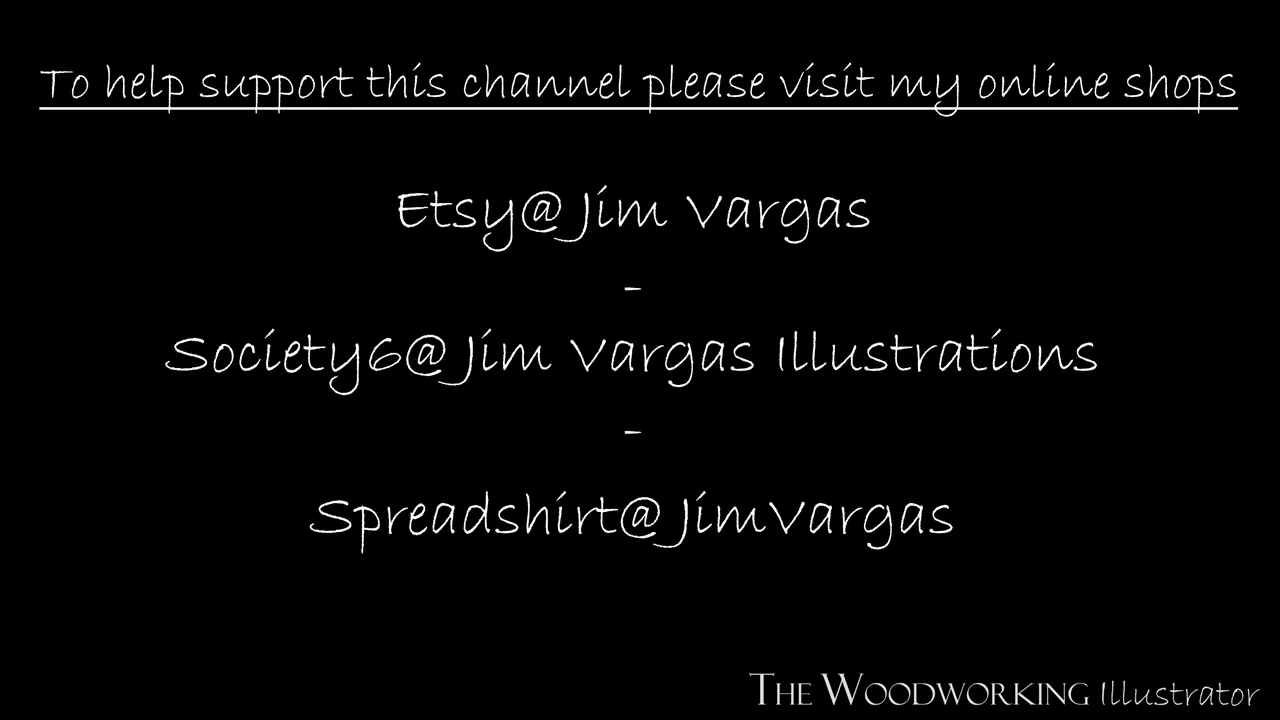 To help support this channel please visit my online shops
Etsy@Jim Vargas
-
Society6@Jim Vargas Illustrations
-
Spreadshirt@JimVargas
THE WOODWORKING Illustrator